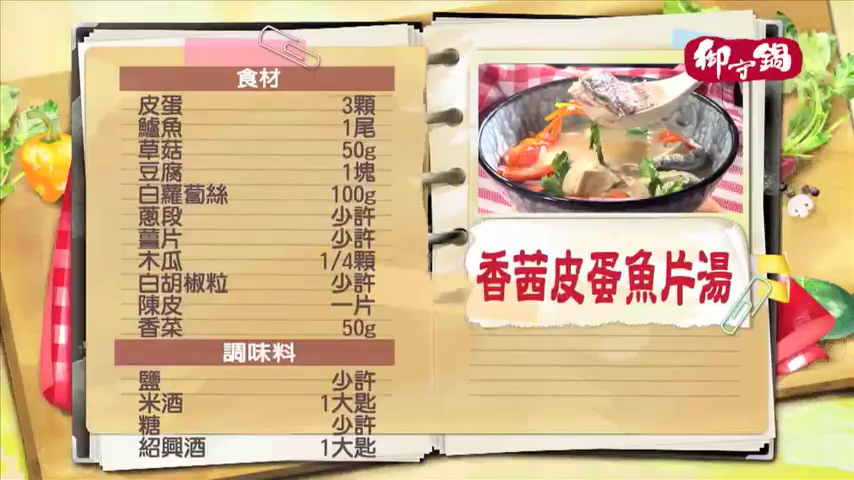 食材
皮蛋 3顆
鱸魚 1尾
草菇 50g
豆腐 1塊
白蘿蔔絲 100g
蔥段 少許
薑片 少許
木瓜 1/4顆
白胡椒粒 少許
陳皮 一片
香菜 50g
調味料
鹽 少許
米酒 1大匙
糖 少許
紹興酒 1大匙
御守鍋
香茜皮蛋魚片湯